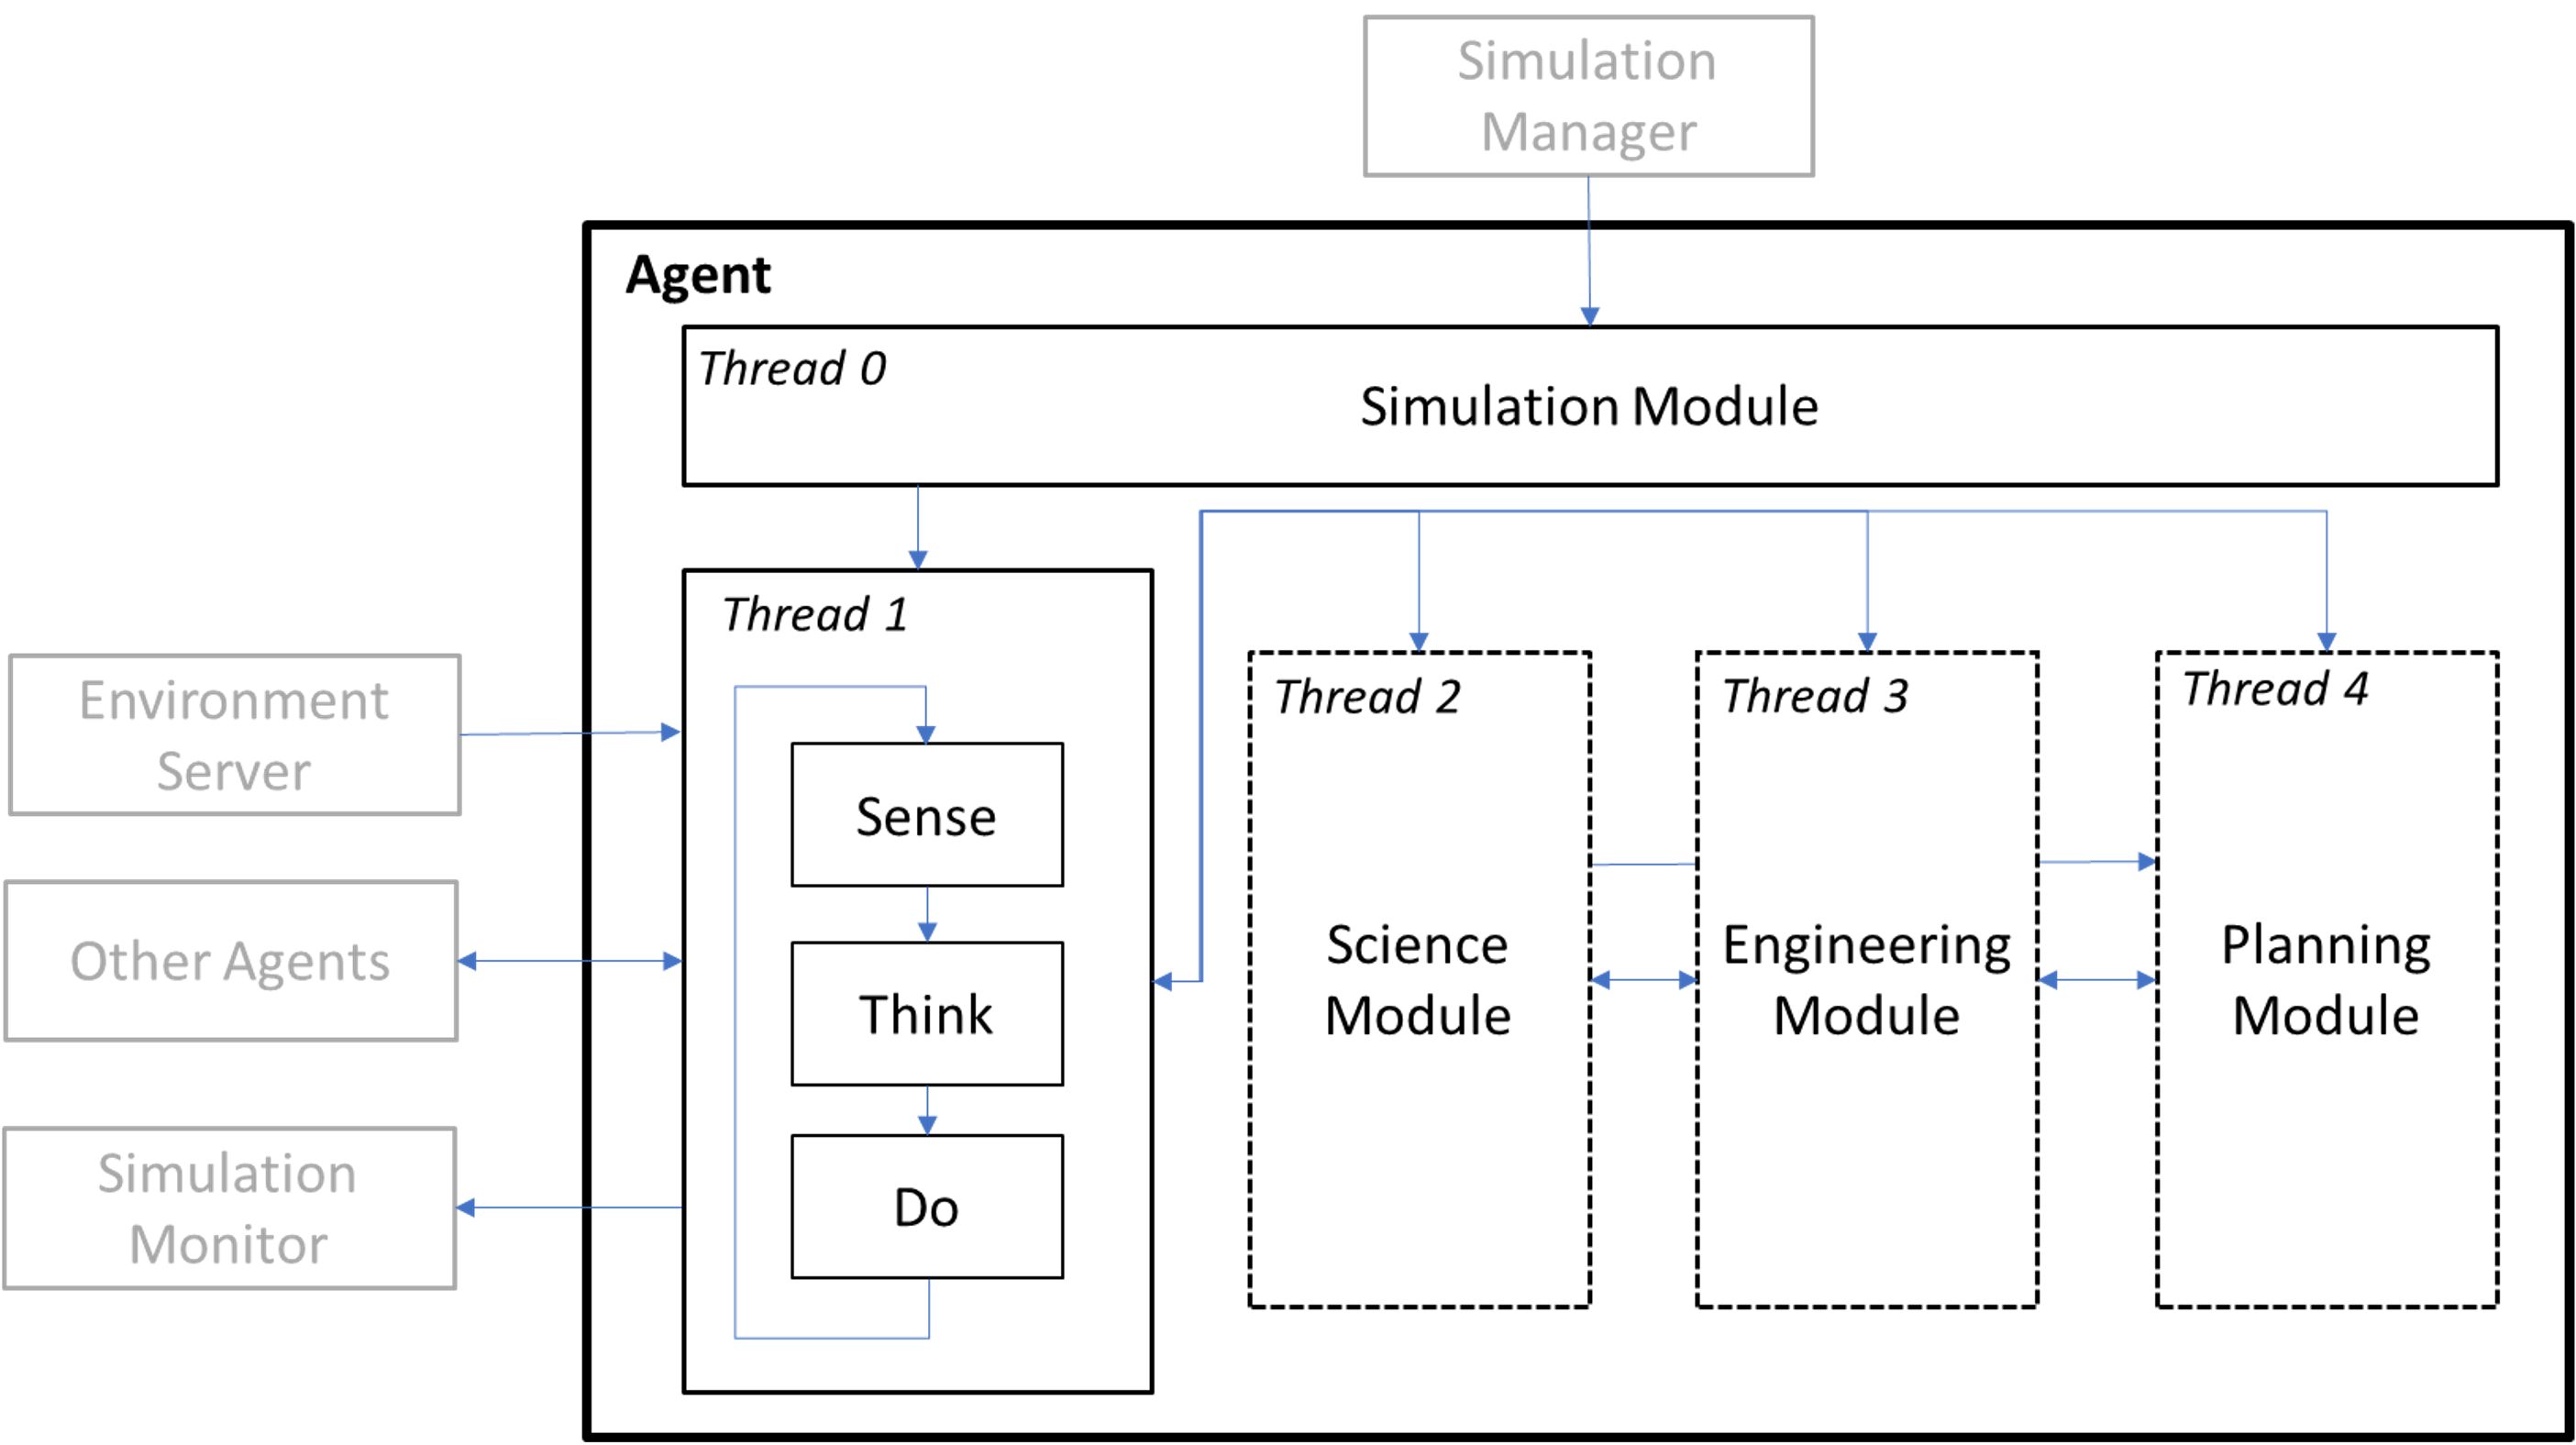 Simulation
Manager
Agent
Thread 0
Simulation Module
Thread 1
Environment
Server
Sense
Other Agents
Think
Simulation
Monitor
Do
Thread 2
Science
Module
Thread 3
Engineering
Module
Thread 4
Planning
Module